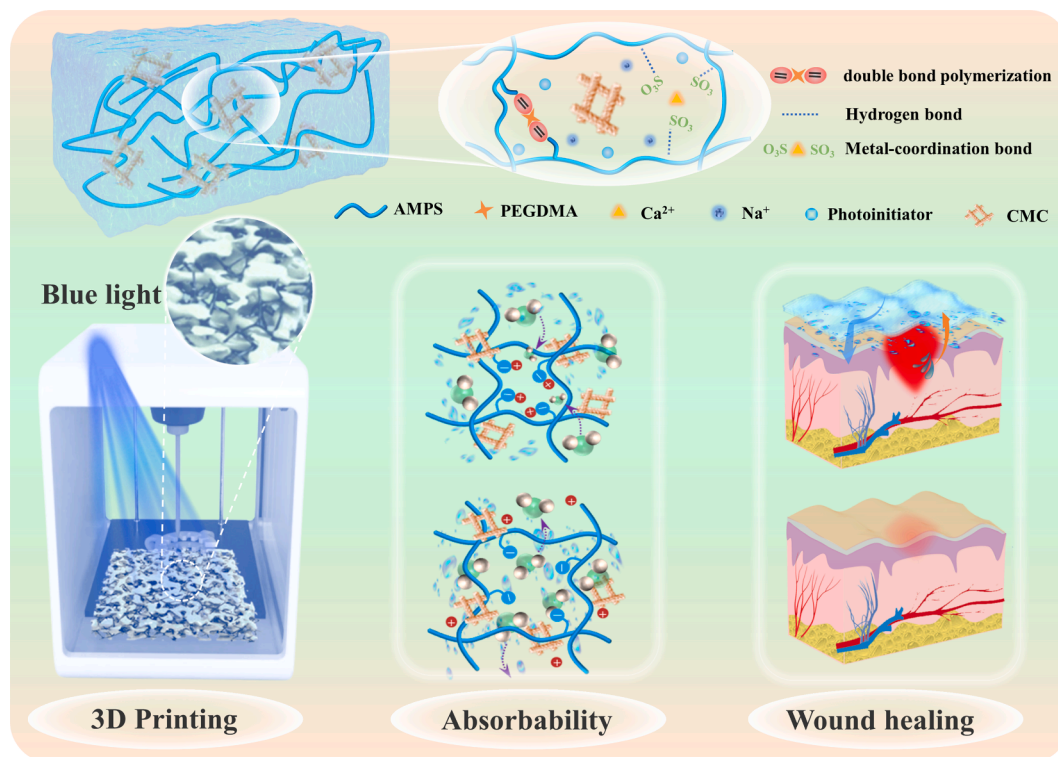 double bond polymerization
O₃S
SO₃
SO₃
Hydrogen bond
O₃S SO₃ Metal-coordination bond
AMPS PEGDMA Ca²⁺ Na⁺ Photoinitiator CMC
Blue light
3D Printing Absorbability Wound healing